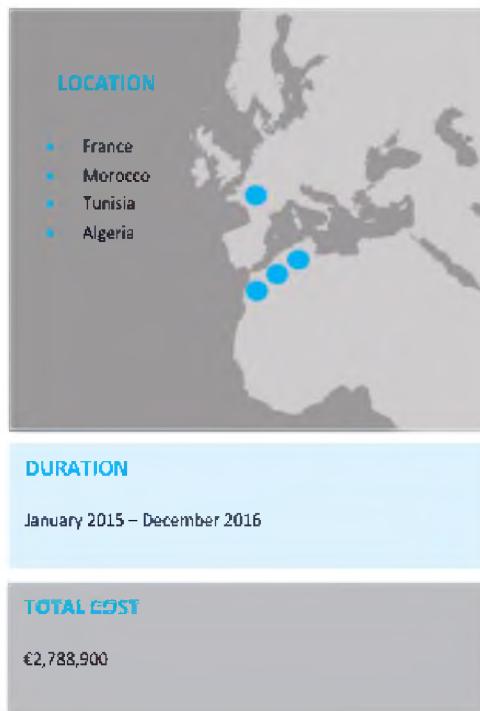 LOCATION
France
Morocco
Tunisia
Algeria
DURATION
January 2015 – December 2016
TOTAL COST
€2,788,900